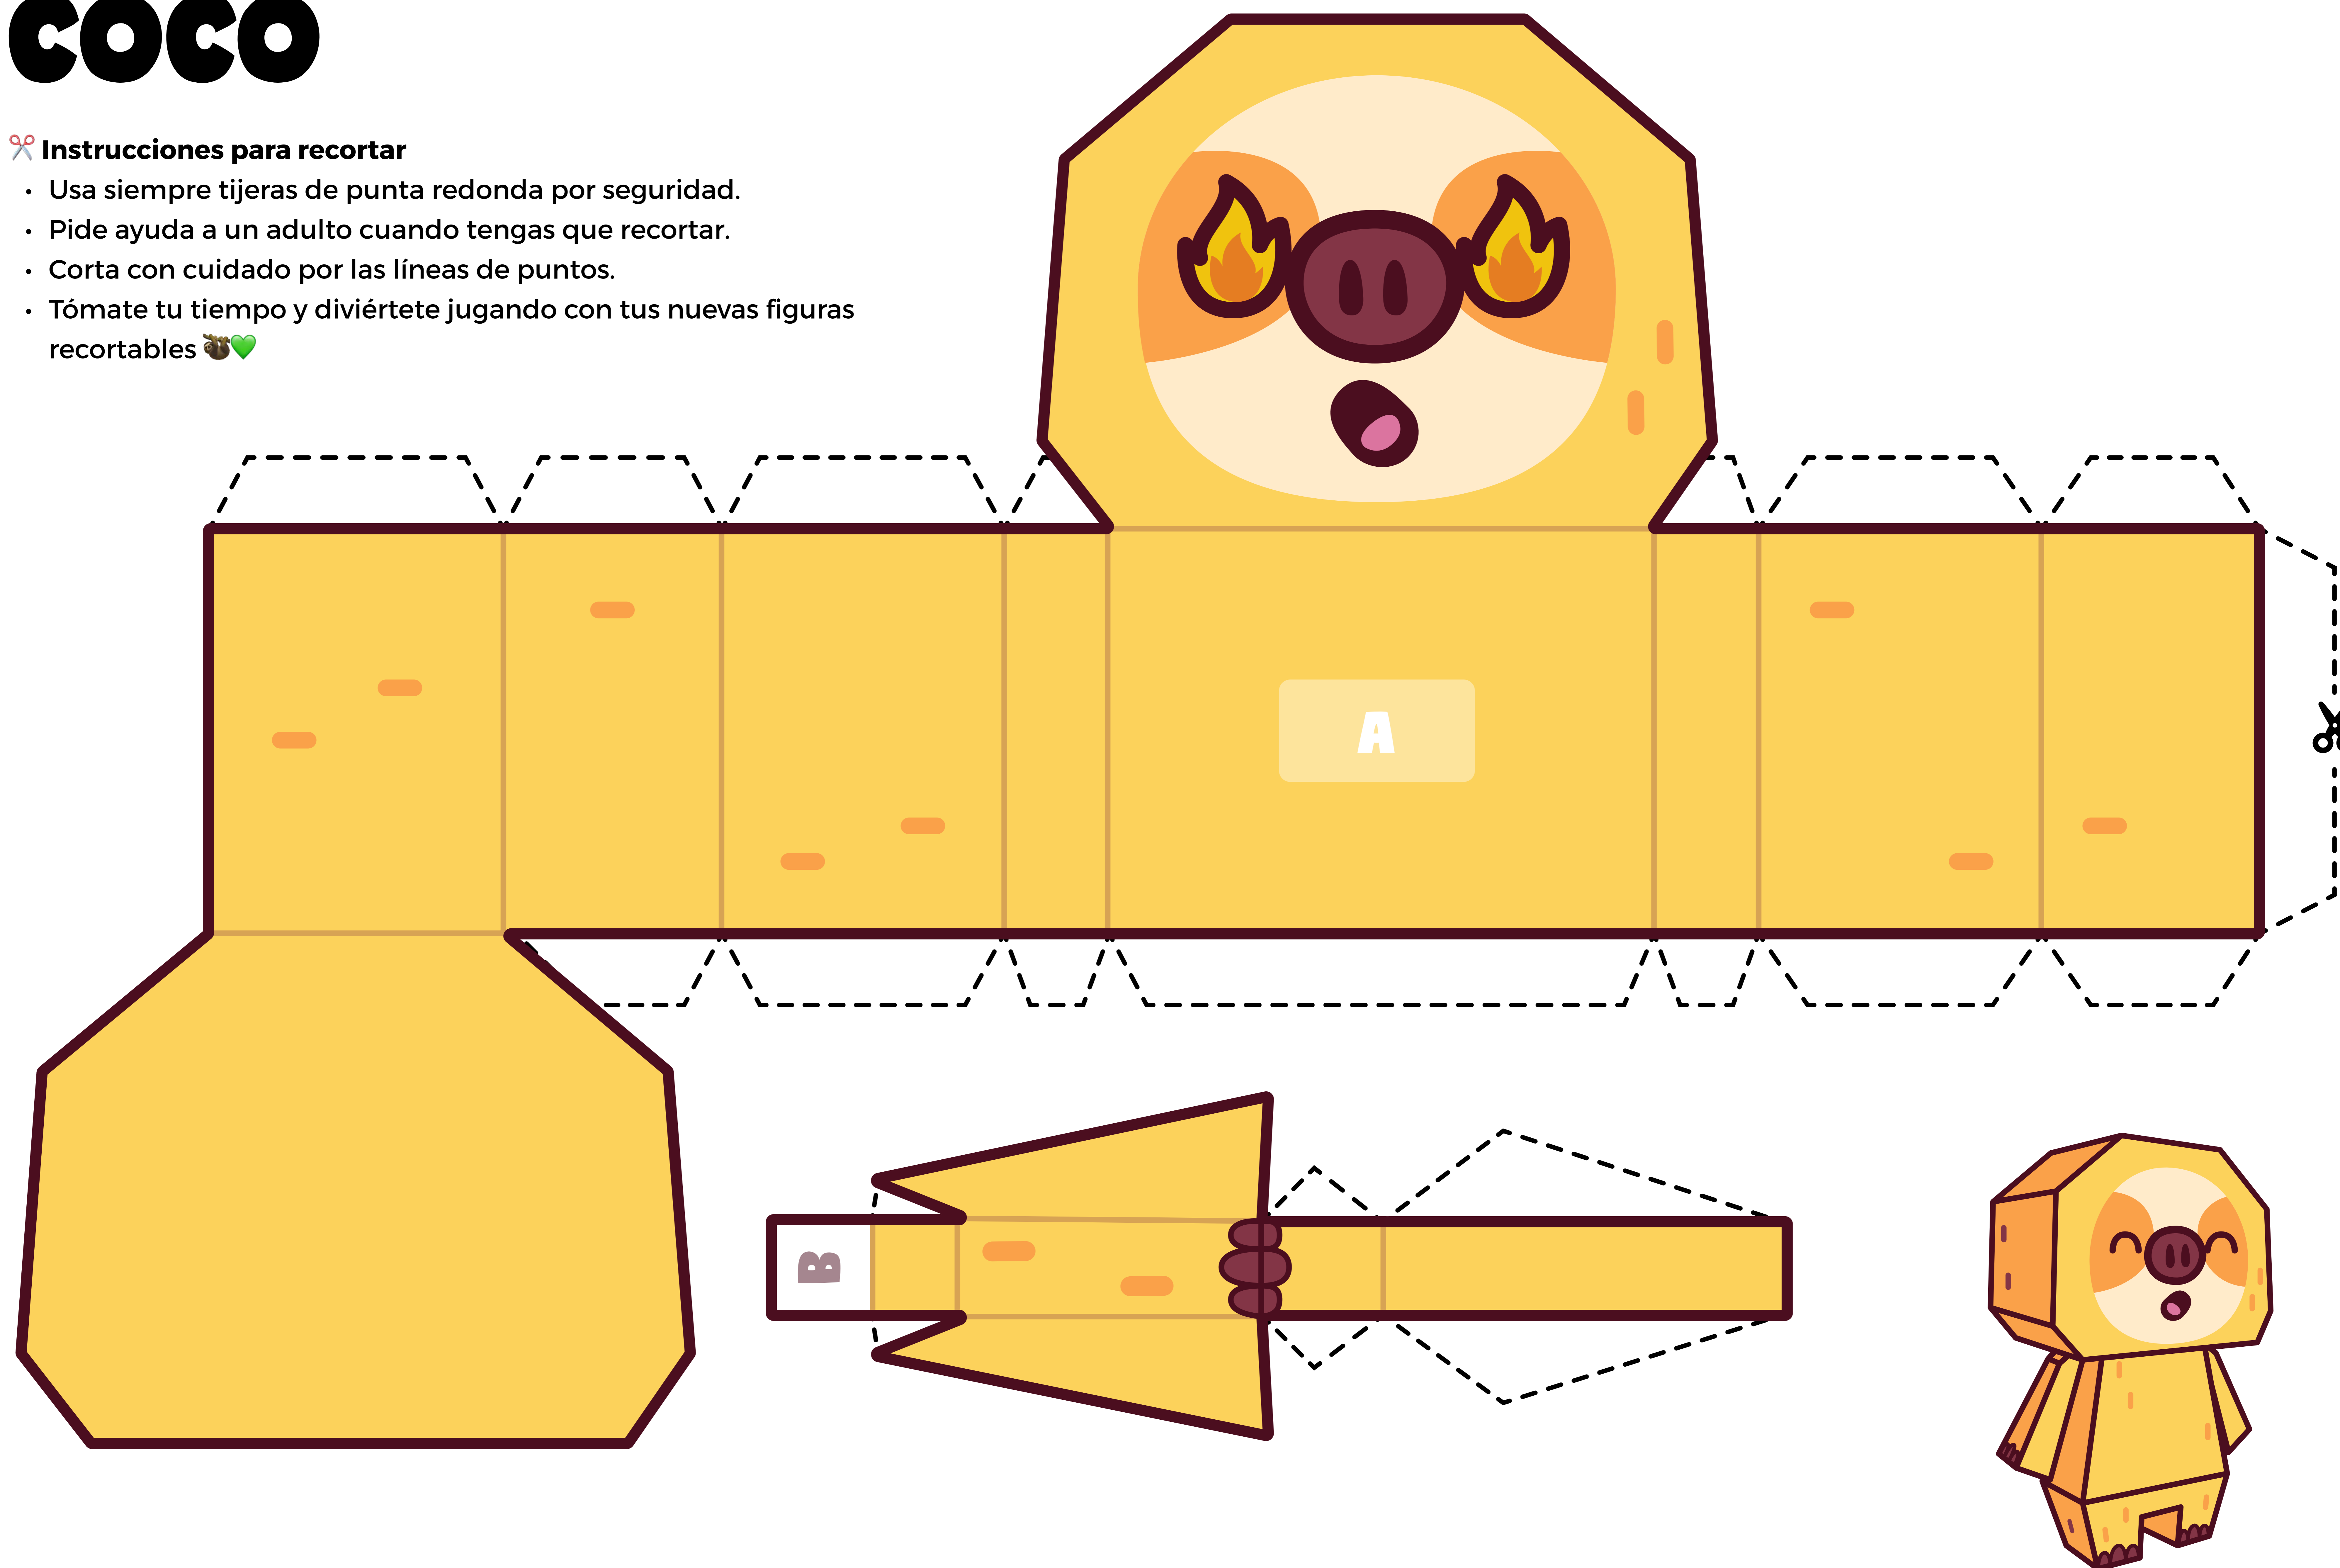 COCO
✂️ Instrucciones para recortar
• Usa siempre tijeras de punta redonda por seguridad.
• Pide ayuda a un adulto cuando tengas que recortar.
• Corta con cuidado por las líneas de puntos.
• Tómate tu tiempo y diviértete jugando con tus nuevas figuras
recortables 🦥💚
A
B